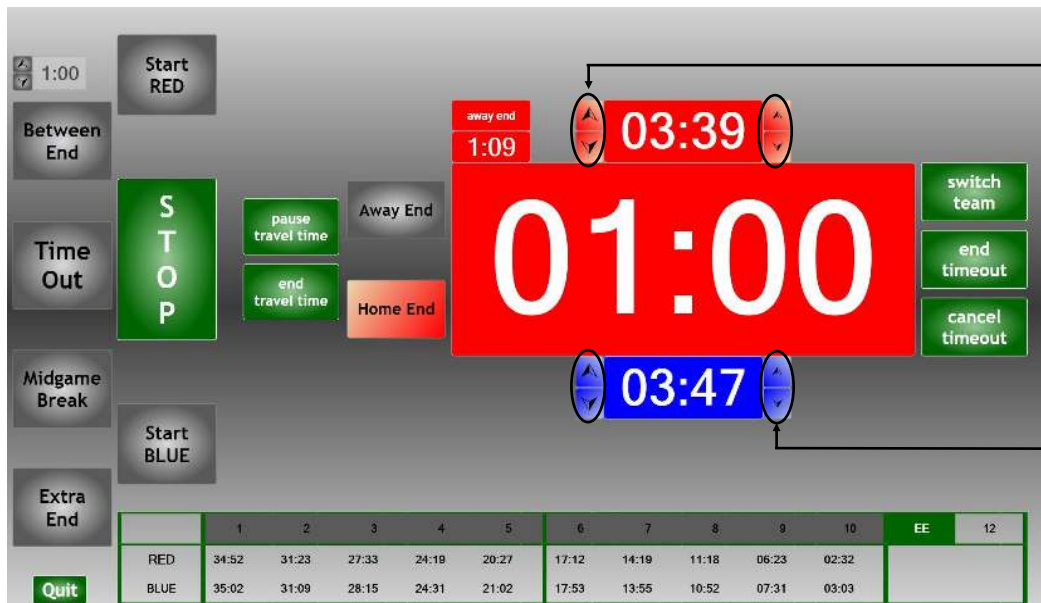 1:00
Start
RED
Between
End
away end
1:09
03:39
S
T
O
P
pause
travel time
Away End
01:00
switch
team
Time
Out
end
travel time
Home End
end
timeout
cancel
timeout
Midgame
Break
03:47
Start
BLUE
Extra
End
1 2 3 4 5 6 7 8 9 10 EE 12
RED 34:52 31:23 27:33 24:19 20:27 17:12 14:19 11:18 06:23 02:32
BLUE 35:02 31:09 28:15 24:31 21:02 17:53 13:55 10:52 07:31 03:03
Quit